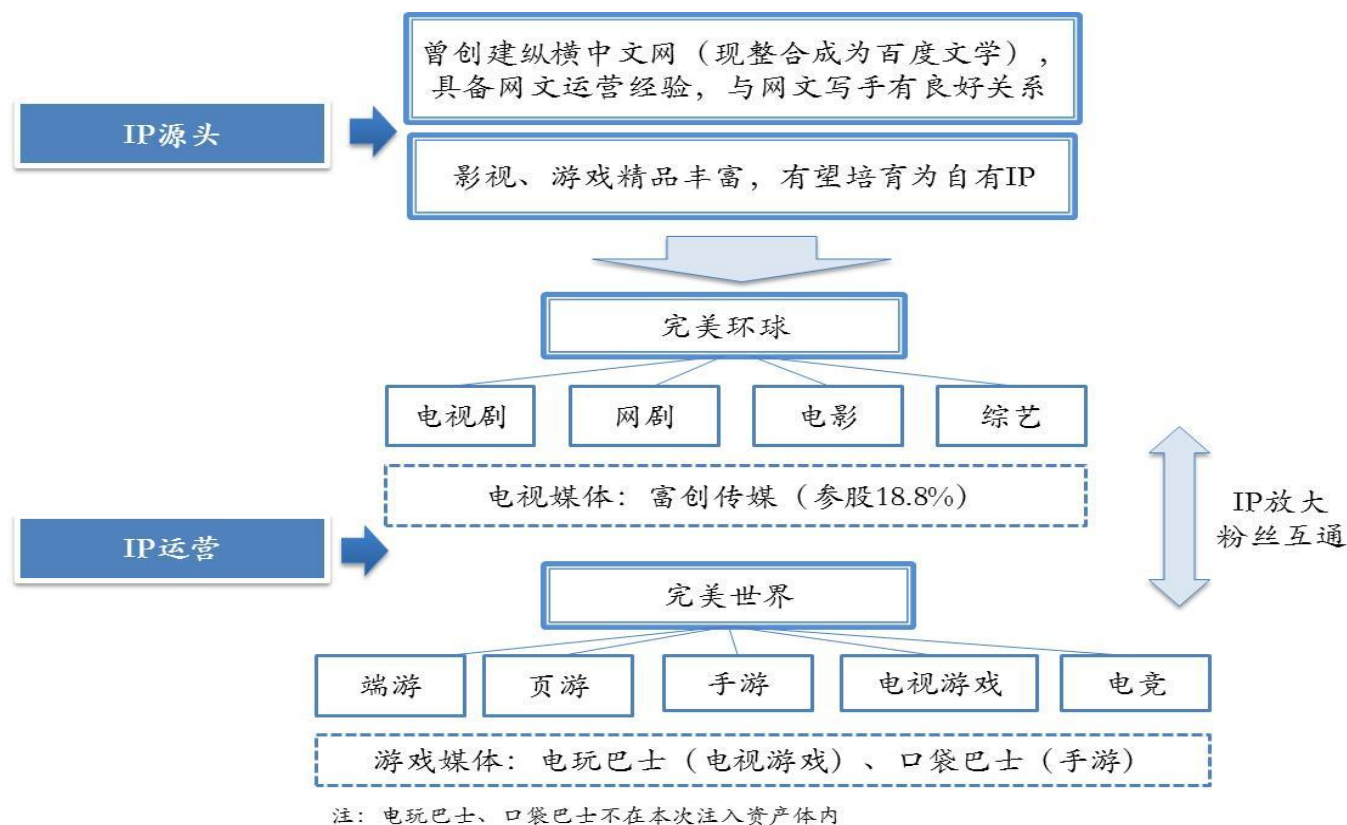 曾创建纵横中文网（现整合成为百度文学），
具备网文运营经验，与网文写手有良好关系
IP源头
影视、游戏精品丰富，有望培育为自有IP
完美环球
电视剧
网剧
电影
综艺
电视媒体：富创传媒（参股18.8%）
IP放大
粉丝互通
IP运营
完美世界
端游
页游
手游
电视游戏
电竞
游戏媒体：电玩巴士（电视游戏）、口袋巴士（手游）
注：电玩巴士、口袋巴士不在本次注入资产体内